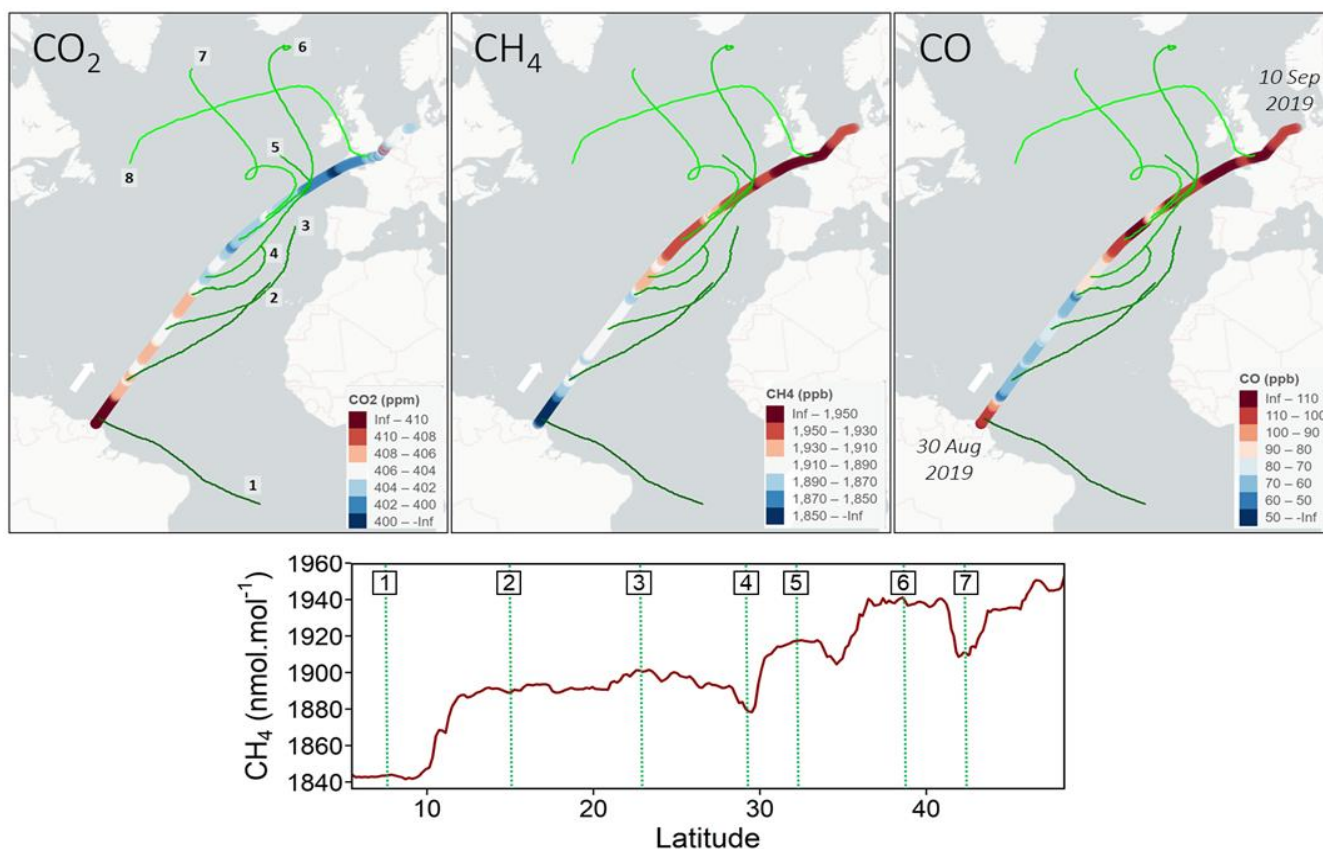 CO2
6
7
5
8
3
4
2
1
CO2 (ppm)
Inf – 410
410 – 408
408 – 406
406 – 404
404 – 402
402 – 400
400 – -Inf
CH4
CH4 (ppb)
Inf – 1,950
1,950 – 1,930
1,930 – 1,910
1,910 – 1,890
1,890 – 1,870
1,870 – 1,850
1,850 – -Inf
CO
10 Sep
2019
30 Aug
2019
CO (ppb)
Inf – 110
110 – 100
100 – 90
90 – 80
80 – 70
70 – 60
60 – 50
50 – -Inf
CH4 (nmol.mol-1)
1960
1940
1920
1900
1880
1860
1840
1 2 3 4 5 6 7
10 20 30 40
Latitude